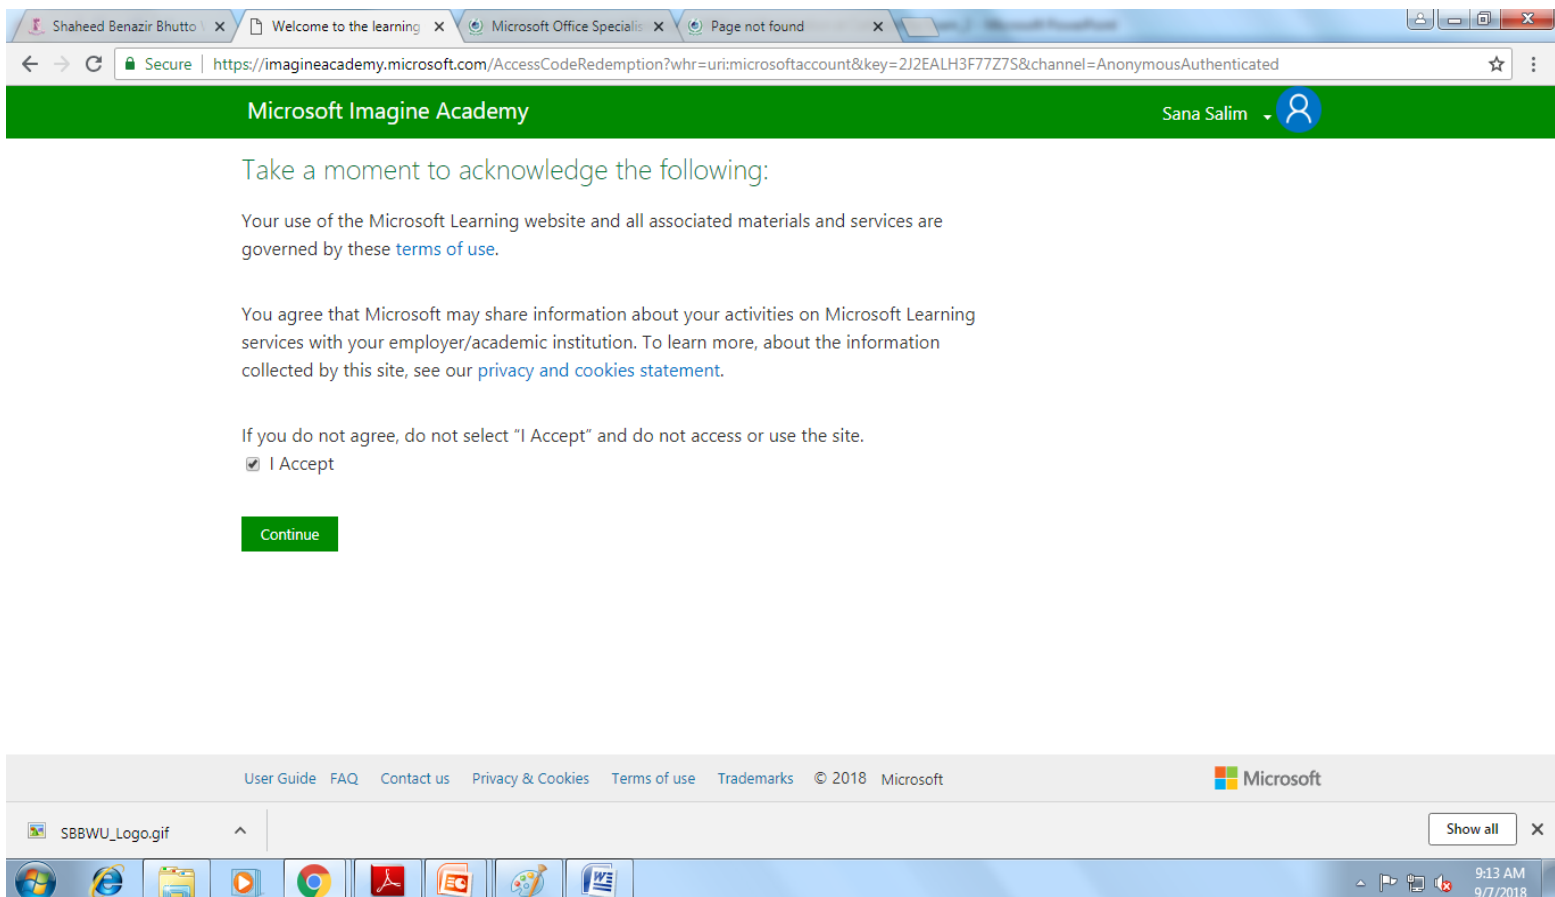 Shaheed Benazir Bhutto
Welcome to the learning
Microsoft Office Specialis
Page not found
Microsoft PowerPoint
Secure
https://imagineacademy.microsoft.com/AccessCodeRedemption?whr=uri:microsoftaccount&key=2J2EALH3F77Z7S&channel=AnonymousAuthenticated
Microsoft Imagine Academy
Sana Salim
Take a moment to acknowledge the following:
Your use of the Microsoft Learning website and all associated materials and services are
governed by these terms of use.
You agree that Microsoft may share information about your activities on Microsoft Learning
services with your employer/academic institution. To learn more, about the information
collected by this site, see our privacy and cookies statement.
If you do not agree, do not select “I Accept” and do not access or use the site.
I Accept
Continue
User Guide FAQ Contact us Privacy & Cookies Terms of use Trademarks © 2018 Microsoft
Microsoft
SBBWU_Logo.gif
Show all
9:13 AM
9/7/2018